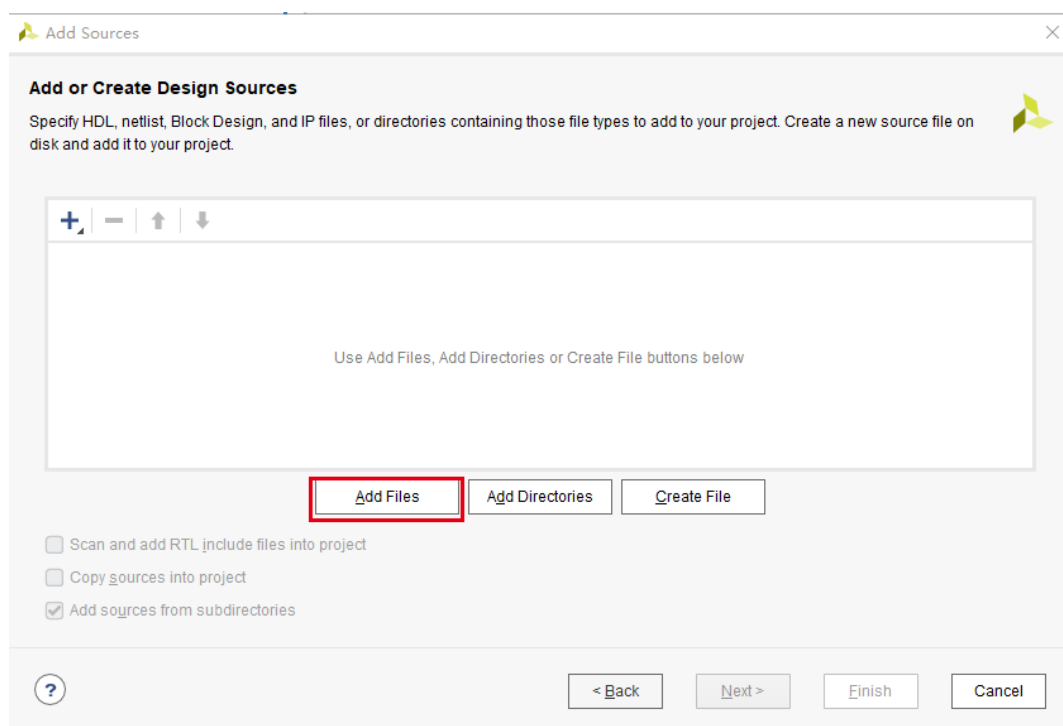 Add Sources
Add or Create Design Sources
Specify HDL, netlist, Block Design, and IP files, or directories containing those file types to add to your project. Create a new source file on
disk and add it to your project.
Use Add Files, Add Directories or Create File buttons below
Add Files
Add Directories
Create File
Scan and add RTL include files into project
Copy sources into project
Add sources from subdirectories
?
< Back
Next >
Finish
Cancel